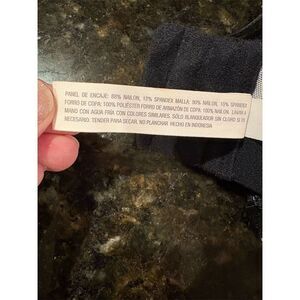 PANEL DE ENCAJE: 88% NAILON, 12% SPANDEX MALLA: 90% NAILON, 10% SPANDEX
FORRO DE COPA: 100% POLIÉSTER FORRO DE ARMAZÓN DE COPA: 100% NAILON. LAVAR A
MANO CON AGUA FRÍA CON COLORES SIMILARES. SÓLO BLANQUEADOR SIN CLORO SI ES
NECESARIO. TENDER PARA SECAR. NO PLANCHAR. HECHO EN INDONESIA